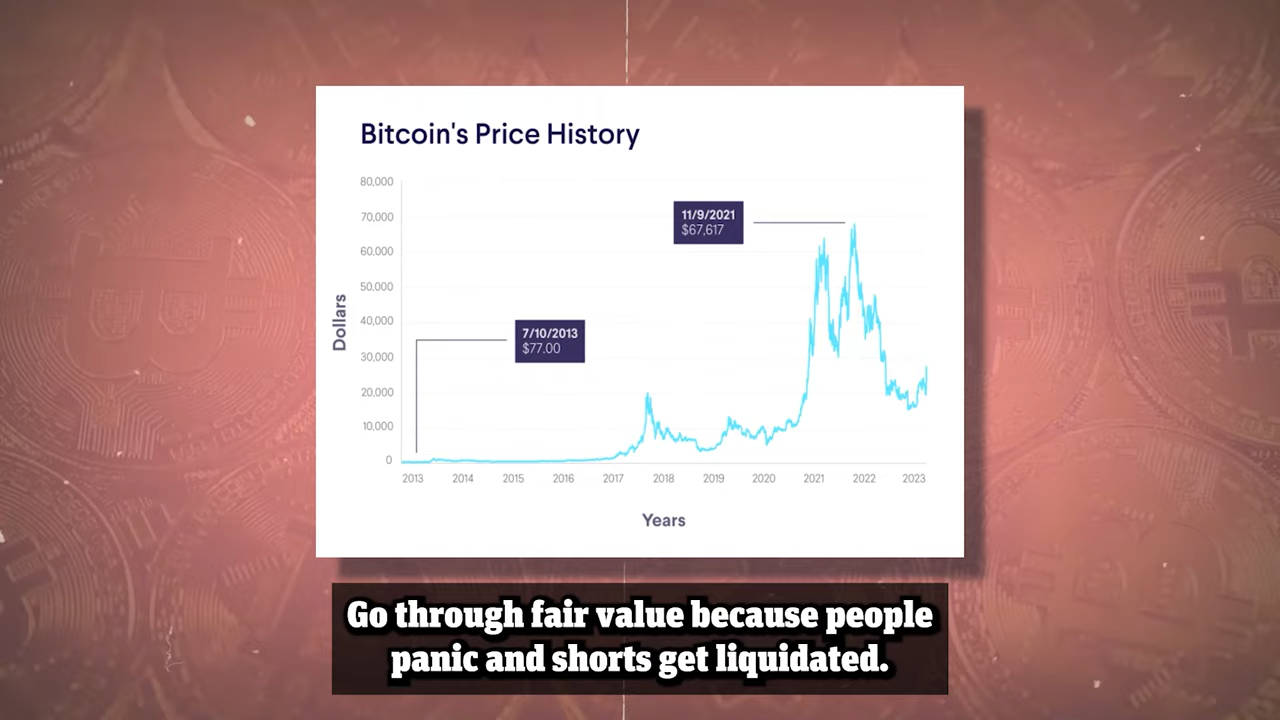 Bitcoin's Price History
80,000
70,000
60,000
50,000
40,000
30,000
20,000
10,000
0
Dollars
11/9/2021
$67,617
7/10/2013
$77.00
2013 2014 2015 2016 2017 2018 2019 2020 2021 2022 2023
Years
Go through fair value because people
panic and shorts get liquidated.